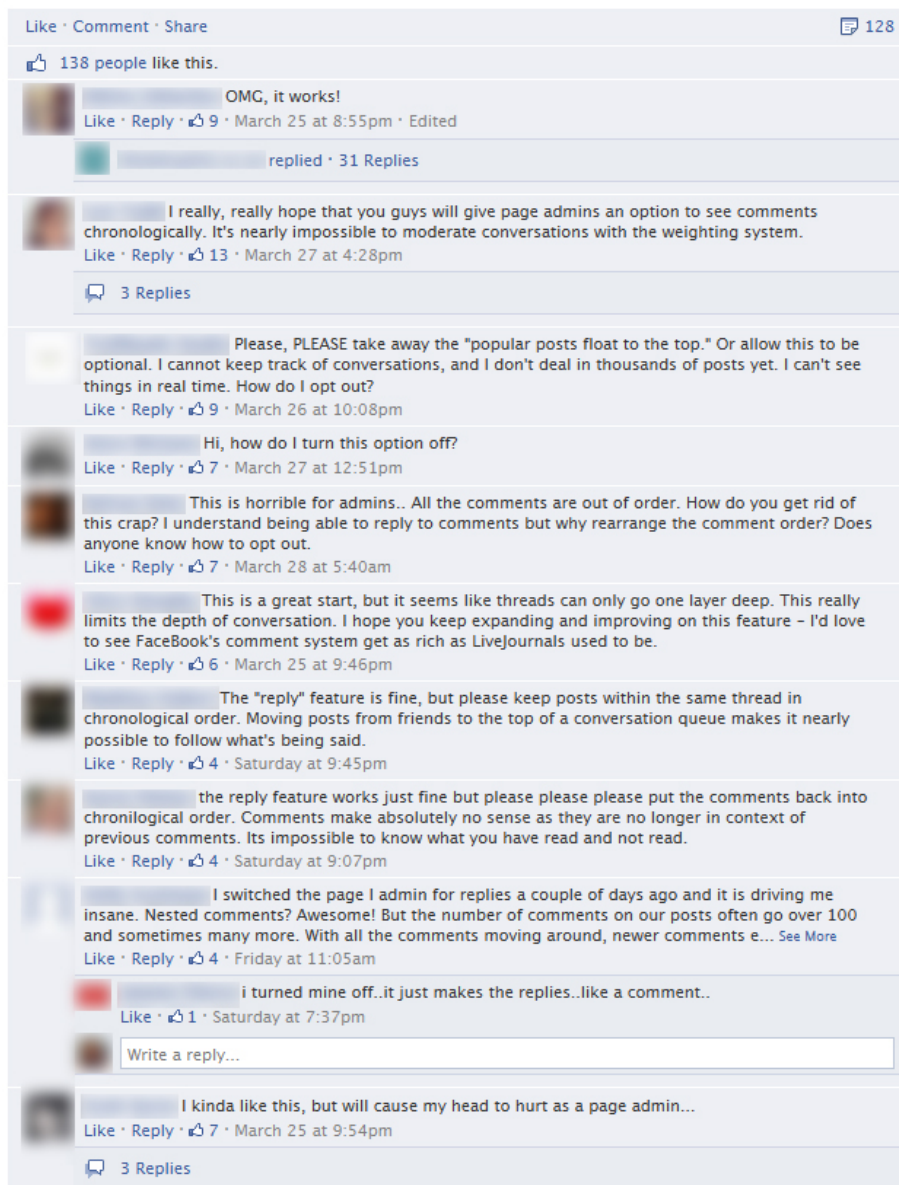 Like · Comment · Share 128
138 people like this.
OMG, it works!
Like · Reply · 9 · March 25 at 8:55pm · Edited
replied · 31 Replies
I really, really hope that you guys will give page admins an option to see comments
chronologically. It's nearly impossible to moderate conversations with the weighting system.
Like · Reply · 13 · March 27 at 4:28pm
3 Replies
Please, PLEASE take away the "popular posts float to the top." Or allow this to be
optional. I cannot keep track of conversations, and I don't deal in thousands of posts yet. I can't see
things in real time. How do I opt out?
Like · Reply · 9 · March 26 at 10:08pm
Hi, how do I turn this option off?
Like · Reply · 7 · March 27 at 12:51pm
This is horrible for admins.. All the comments are out of order. How do you get rid of
this crap? I understand being able to reply to comments but why rearrange the comment order? Does
anyone know how to opt out.
Like · Reply · 7 · March 28 at 5:40am
This is a great start, but it seems like threads can only go one layer deep. This really
limits the depth of conversation. I hope you keep expanding and improving on this feature – I'd love
to see FaceBook's comment system get as rich as LiveJournals used to be.
Like · Reply · 6 · March 25 at 9:46pm
The "reply" feature is fine, but please keep posts within the same thread in
chronological order. Moving posts from friends to the top of a conversation queue makes it nearly
possible to follow what's being said.
Like · Reply · 4 · Saturday at 9:45pm
the reply feature works just fine but please please please put the comments back into
chronilogical order. Comments make absolutely no sense as they are no longer in context of
previous comments. Its impossible to know what you have read and not read.
Like · Reply · 4 · Saturday at 9:07pm
I switched the page I admin for replies a couple of days ago and it is driving me
insane. Nested comments? Awesome! But the number of comments on our posts often go over 100
and sometimes many more. With all the comments moving around, newer comments e... See More
Like · Reply · 4 · Friday at 11:05am
i turned mine off..it just makes the replies..like a comment..
Like · 1 · Saturday at 7:37pm
Write a reply...
I kinda like this, but will cause my head to hurt as a page admin...
Like · Reply · 7 · March 25 at 9:54pm
3 Replies